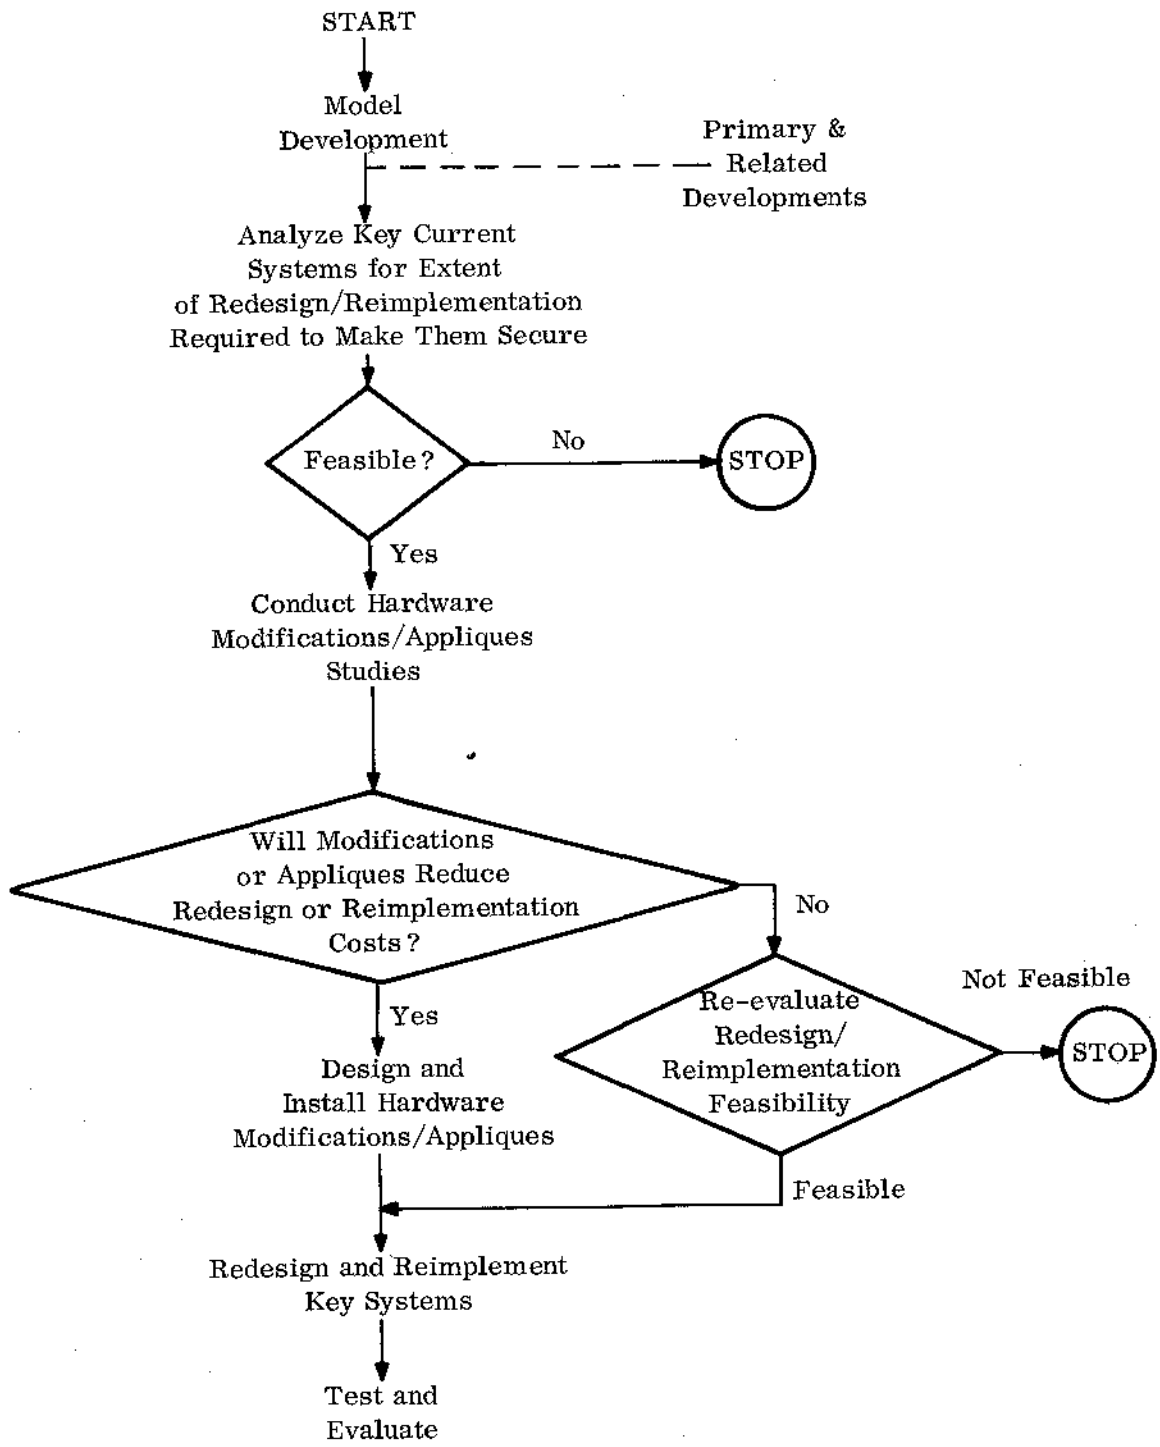 START
Model
Development
Primary &
Related
Developments
Analyze Key Current
Systems for Extent
of Redesign/Reimplementation
Required to Make Them Secure
Feasible?
No
STOP
Yes
Conduct Hardware
Modifications/Appliques
Studies
Will Modifications
or Appliques Reduce
Redesign or Reimplementation
Costs?
No
Yes
Not Feasible
Re-evaluate
Redesign/
Reimplementation
Feasibility
STOP
Design and
Install Hardware
Modifications/Appliques
Feasible
Redesign and Reimplement
Key Systems
Test and
Evaluate